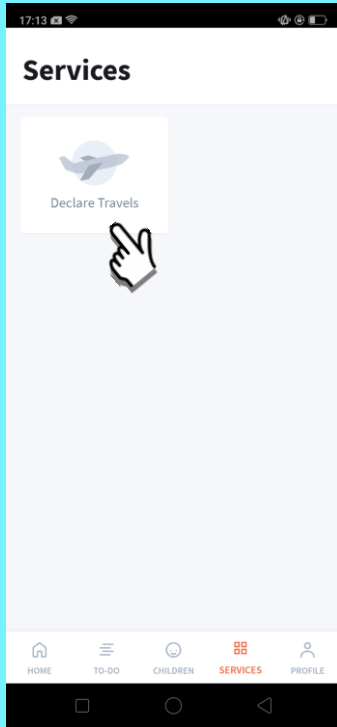 17:13
Services
Declare Travels
HOME TO-DO CHILDREN SERVICES PROFILE